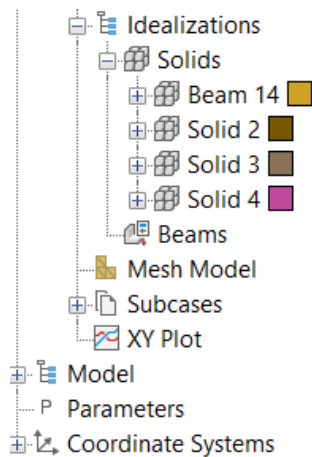 Idealizations
Solids
Beam 14
Solid 2
Solid 3
Solid 4
Beams
Mesh Model
Subcases
XY Plot
Model
P Parameters
Coordinate Systems